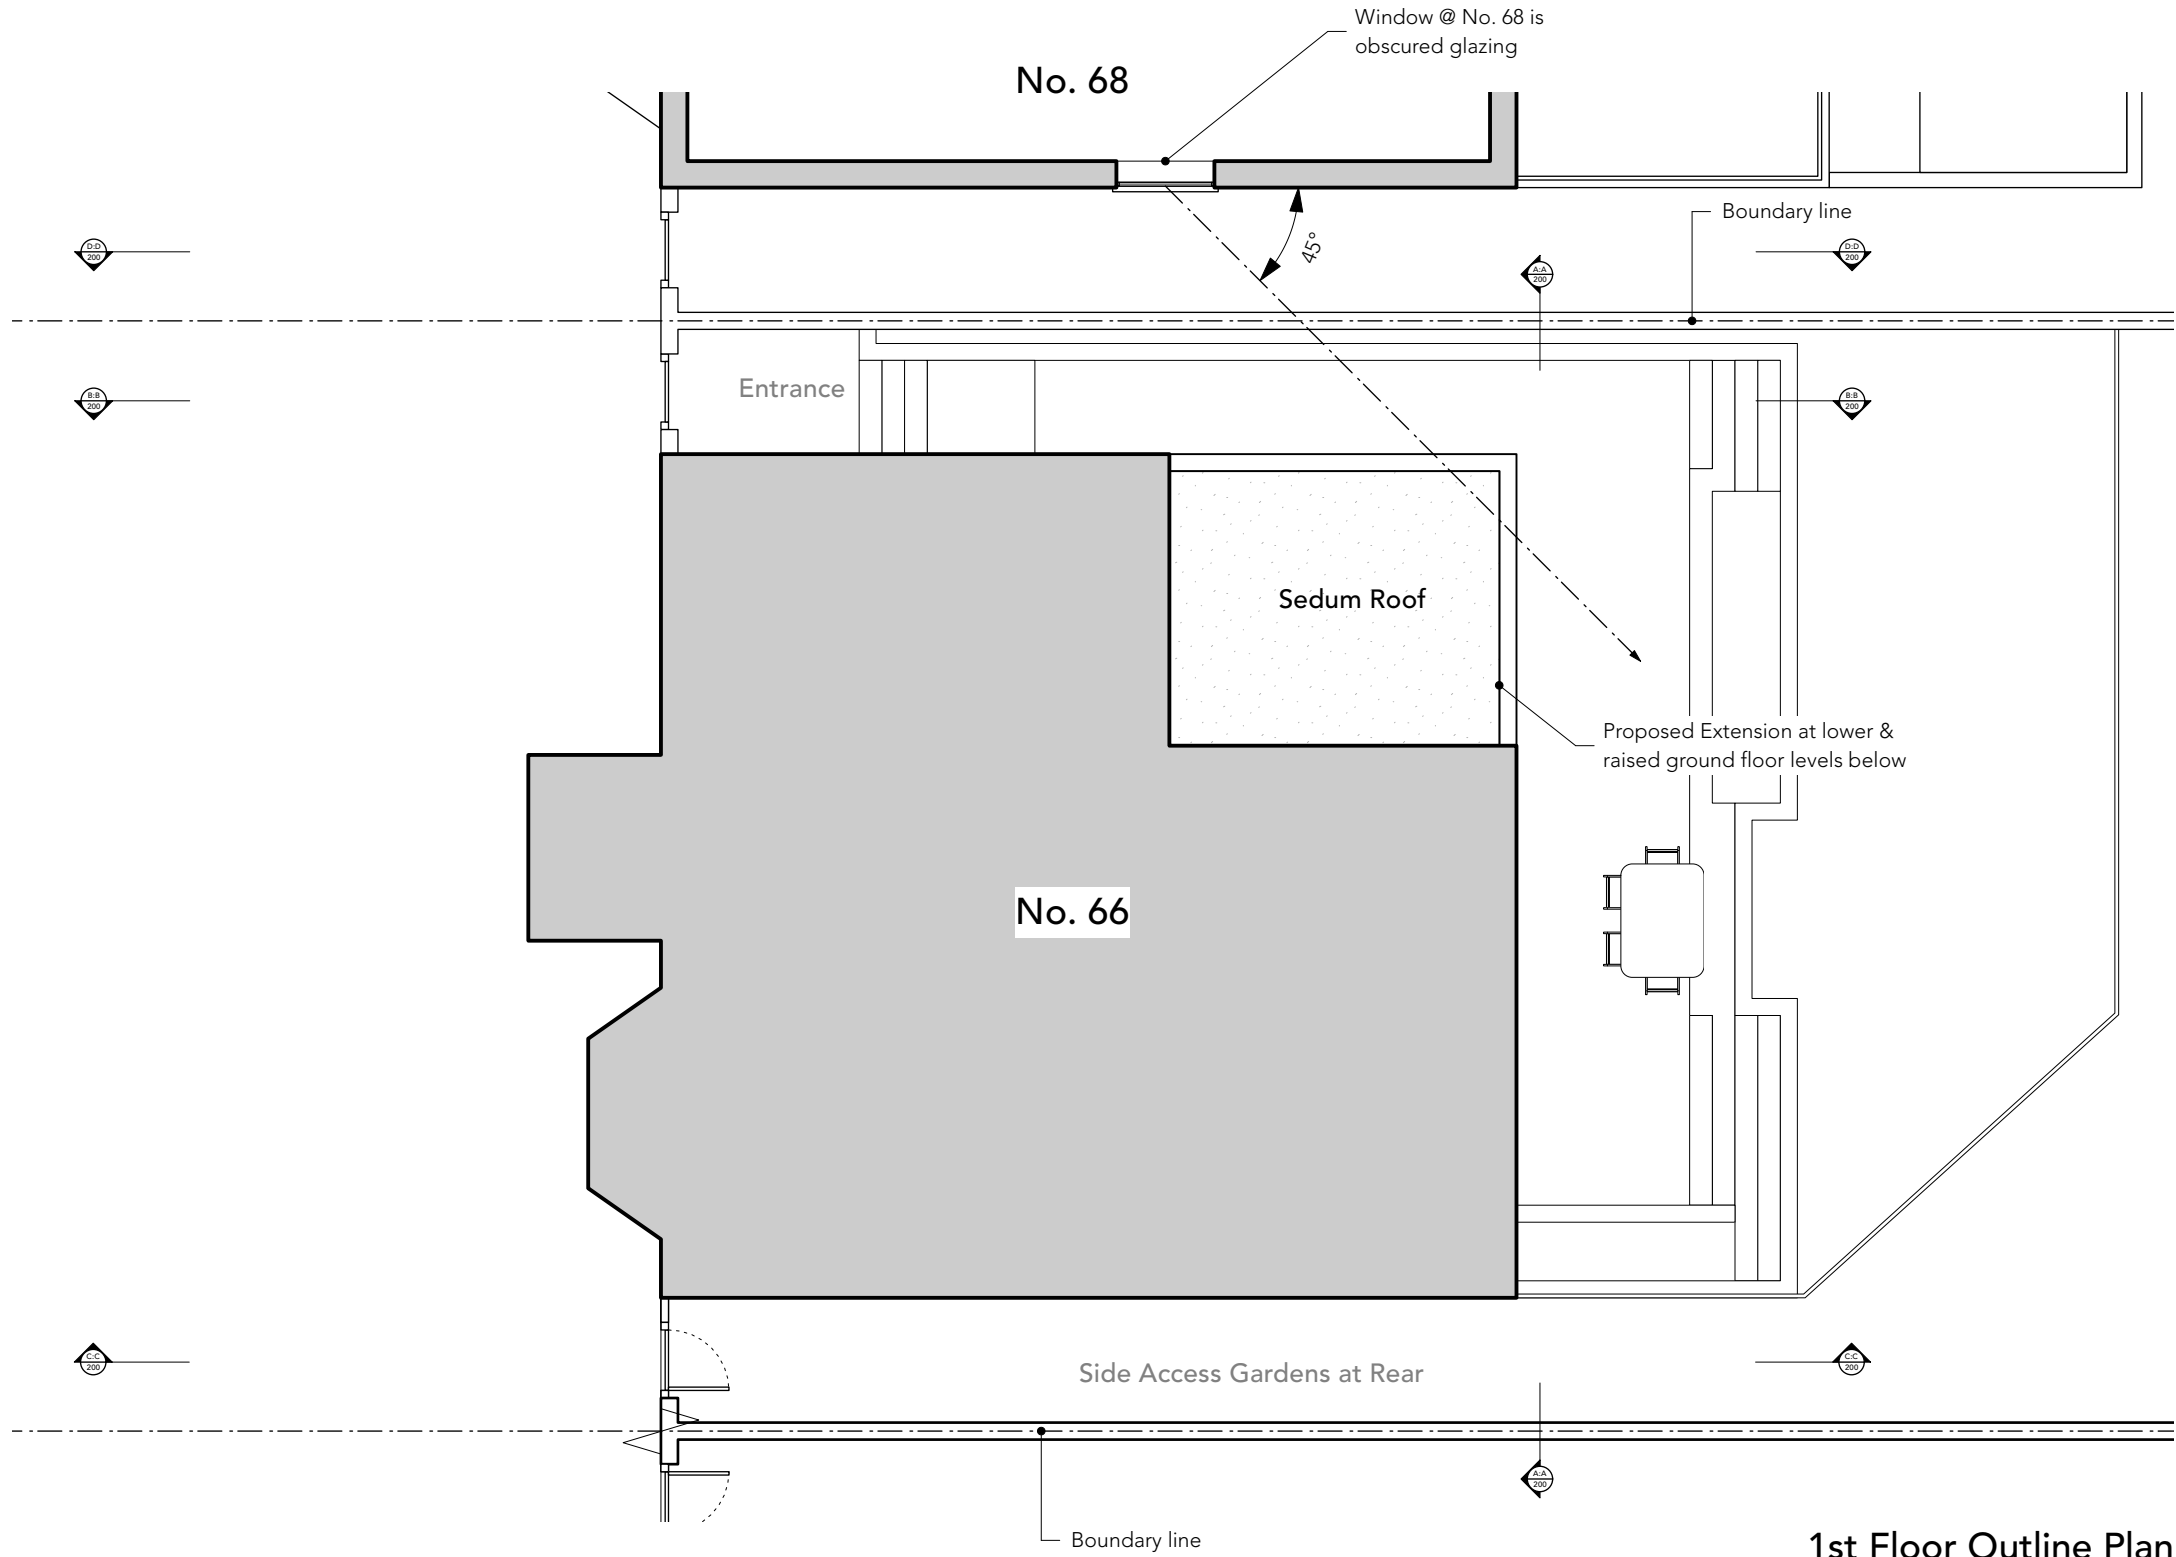 Window @ No. 68 is
obscured glazing
No. 68
Boundary line
D:D
200
D:D
200
45°
A:A
200
Entrance
B:B
200
B:B
200
Sedum Roof
Proposed Extension at lower &
raised ground floor levels below
No. 66
C:C
200
Side Access Gardens at Rear
C:C
200
A:A
200
Boundary line
1st Floor Outline Plan